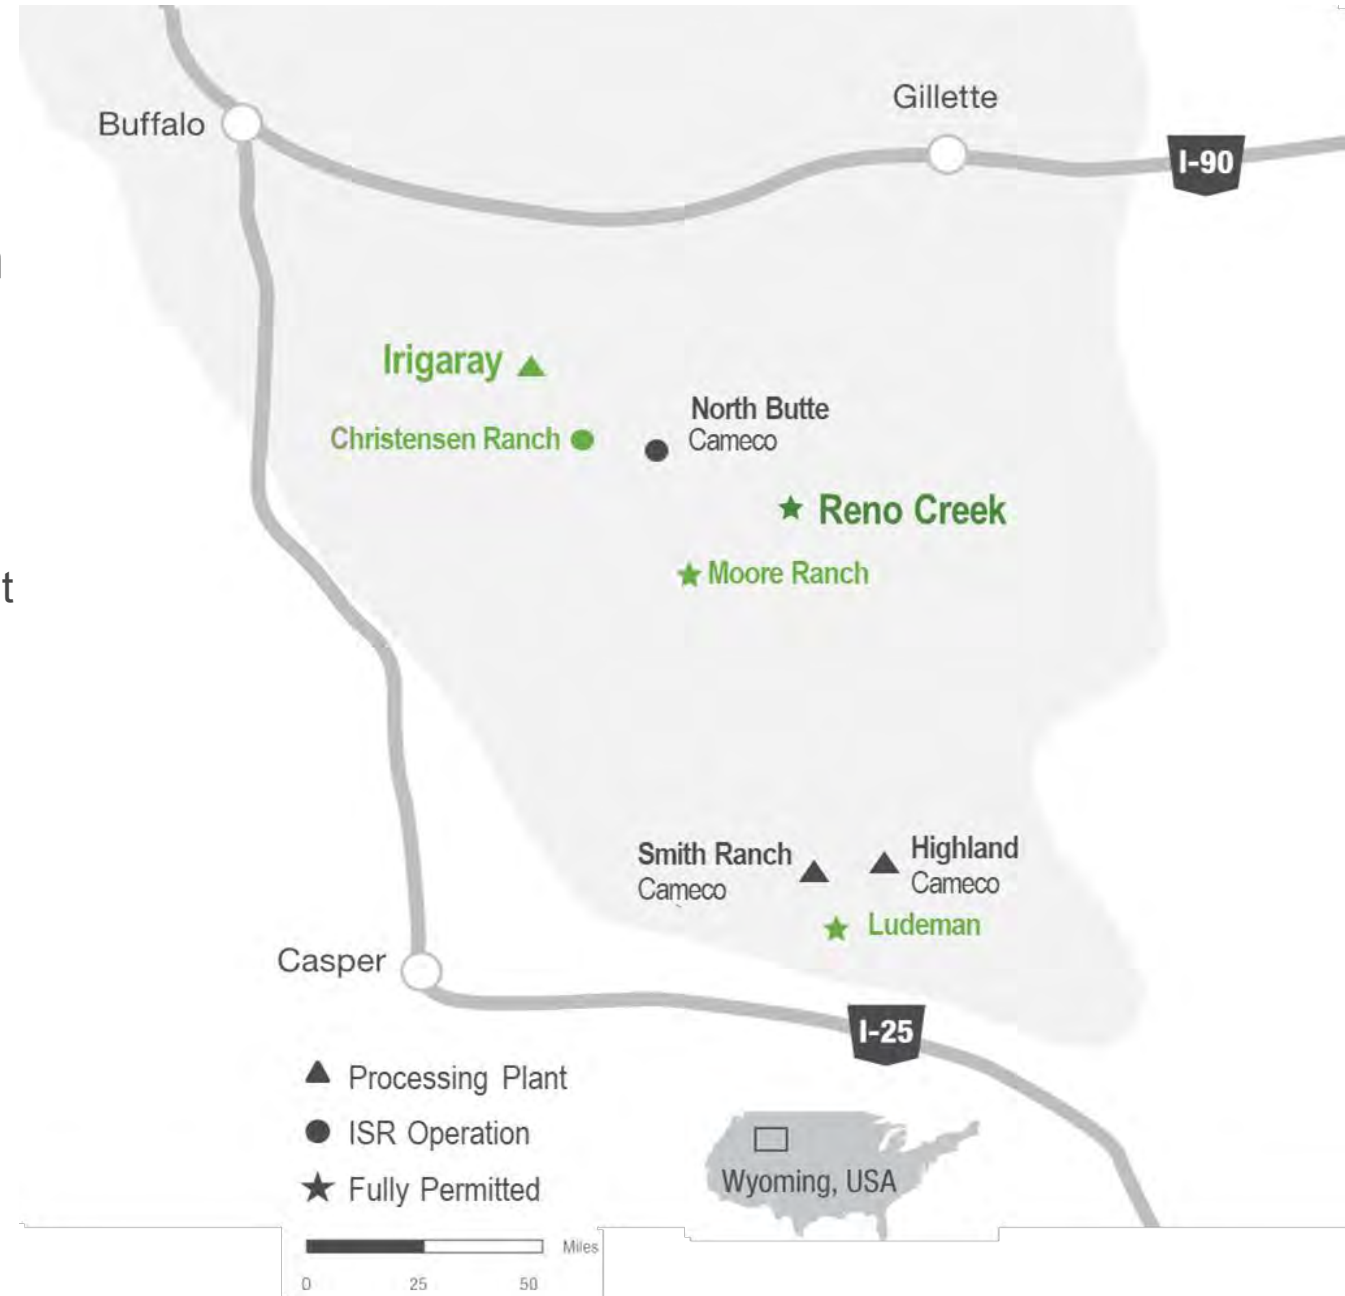 Gillette
Buffalo
I-90
Irigaray
North Butte
Christensen Ranch
Cameco
Reno Creek
t
Moore Ranch
Smith Ranch
Cameco
Highland
Cameco
Ludeman
Casper
I-25
Processing Plant
ISR Operation
Fully Permitted
Wyoming, USA
Miles
0 25 50